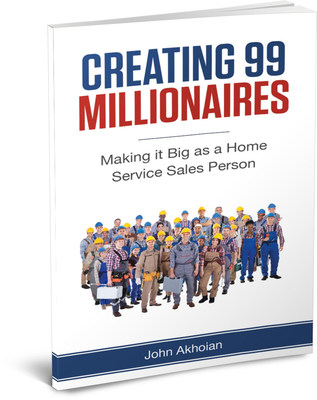 CREATING 99
MILLIONAIRES
Making it Big as a Home
Service Sales Person
John Akhoian